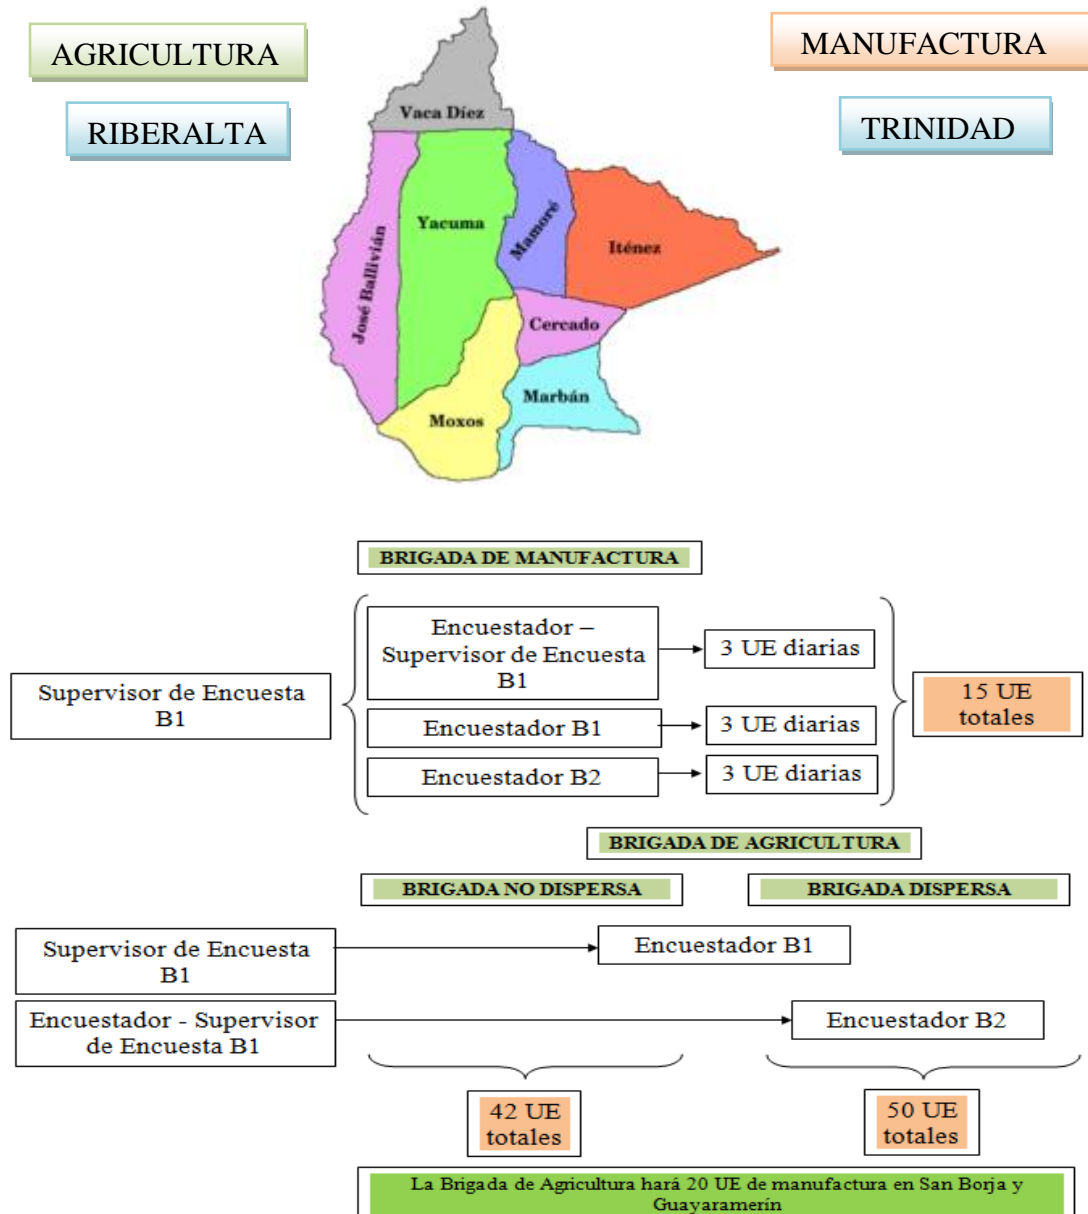 AGRICULTURA
MANUFACTURA
RIBERALTA
TRINIDAD
Vaca Díez
José Ballivián
Yacuma
Mamoré
Iténez
Cercado
Marbán
Moxos
BRIGADA DE MANUFACTURA
Supervisor de Encuesta
B1
Encuestador –
Supervisor de Encuesta
B1
3 UE diarias
Encuestador B1
3 UE diarias
Encuestador B2
3 UE diarias
15 UE
totales
BRIGADA DE AGRICULTURA
BRIGADA NO DISPERSA
BRIGADA DISPERSA
Supervisor de Encuesta
B1
Encuestador B1
Encuestador - Supervisor
de Encuesta B1
Encuestador B2
42 UE
totales
50 UE
totales
La Brigada de Agricultura hará 20 UE de manufactura en San Borja y
Guayaramerín